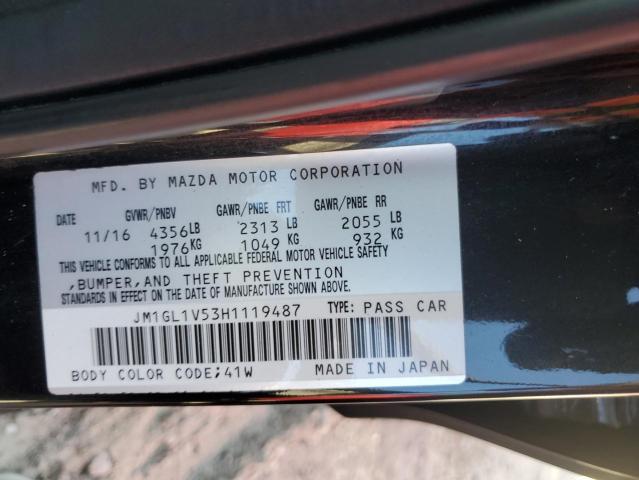 MFD. BY MAZDA MOTOR CORPORATION
DATE GVWR/PNBV GAWR/PNBE FRT GAWR/PNBE RR
11/16 4356LB 2313 LB 2055 LB
1976KG 1049 KG 932 KG
THIS VEHICLE CONFORMS TO ALL APPLICABLE FEDERAL MOTOR VEHICLE SAFETY
,BUMPER,AND THEFT PREVENTION
STANDARDS IN EFFECT ON THE DATE OF MANUFACTURE SHOWN ABOVE.
JM1GL1V53H1119487 TYPE: PASS CAR
BODY COLOR CODE;41W MADE IN JAPAN